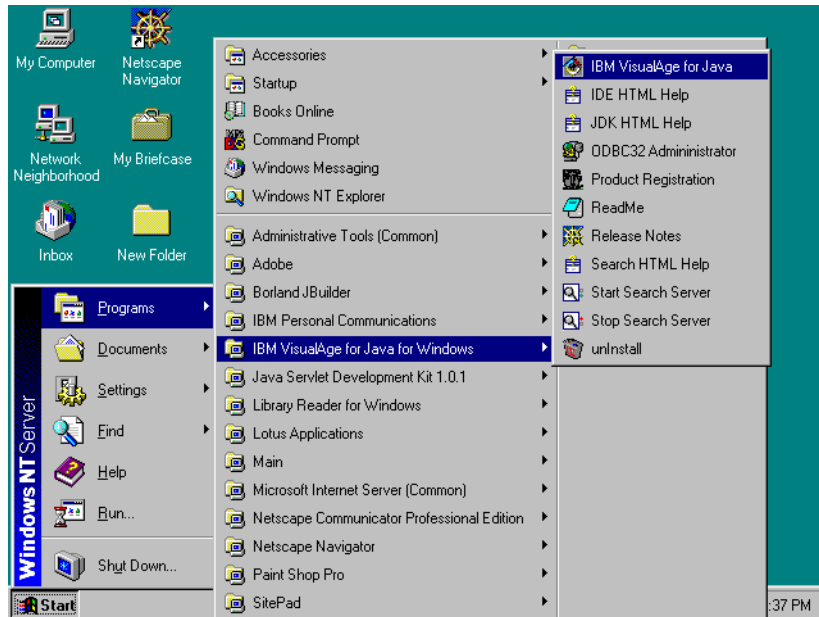 My Computer
Netscape
Navigator
Network
Neighborhood
My Briefcase
Inbox
New Folder
Windows NT Server
Programs
Documents
Settings
Find
Help
Run...
Shut Down...
Start
Accessories
Startup
Books Online
Command Prompt
Windows Messaging
Windows NT Explorer
Administrative Tools (Common)
Adobe
Borland JBuilder
IBM Personal Communications
IBM VisualAge for Java for Windows
Java Servlet Development Kit 1.0.1
Library Reader for Windows
Lotus Applications
Main
Microsoft Internet Server (Common)
Netscape Communicator Professional Edition
Netscape Navigator
Paint Shop Pro
SitePad
IBM VisualAge for Java
IDE HTML Help
JDK HTML Help
ODBC32 Admininistrator
Product Registration
ReadMe
Release Notes
Search HTML Help
Start Search Server
Stop Search Server
unInstall
:37 PM